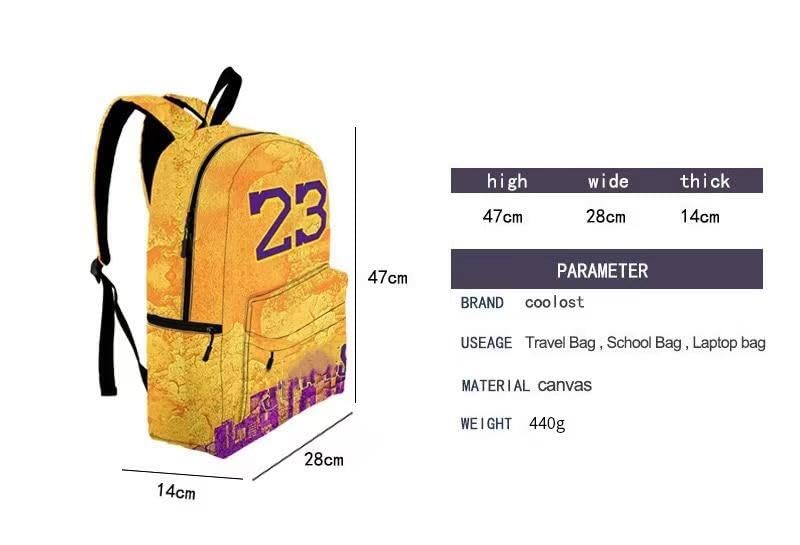 23
47cm
28cm
14cm
high wide thick
47cm 28cm 14cm
PARAMETER
BRAND coolost
USEAGE Travel Bag , School Bag , Laptop bag
MATERIAL canvas
WEIGHT 440g